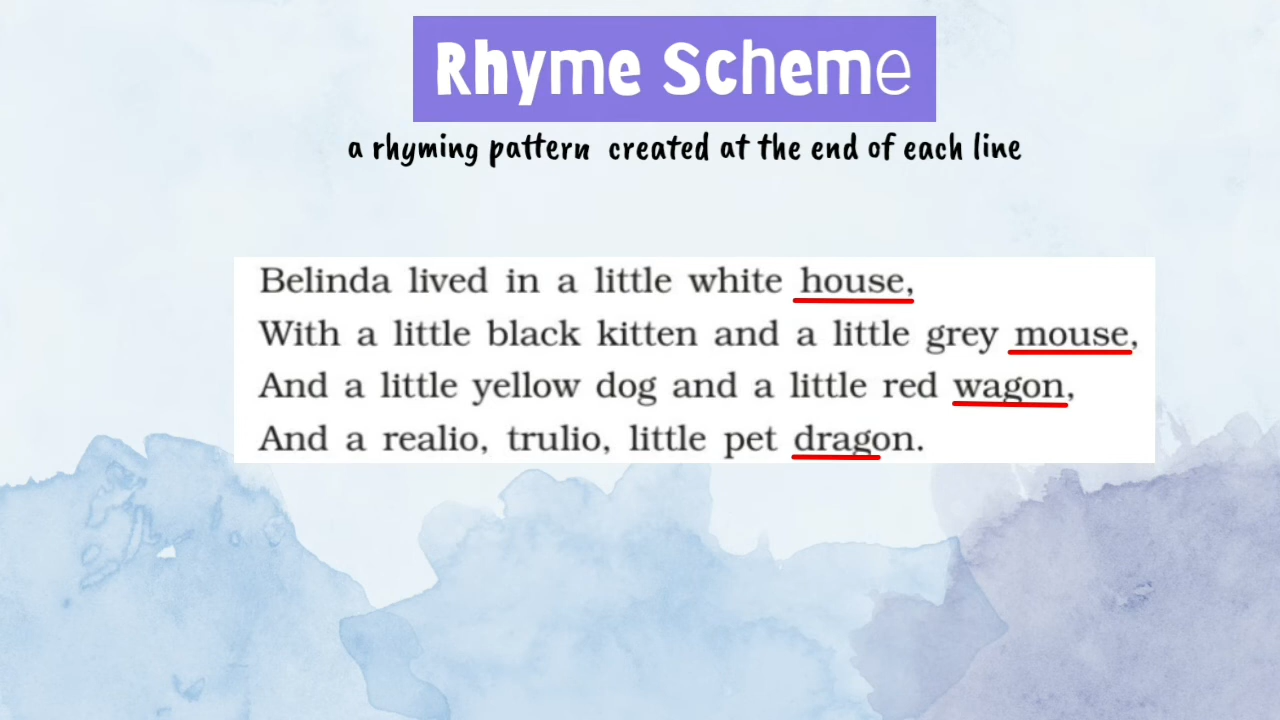 Rhyme Scheme
a rhyming pattern created at the end of each line
Belinda lived in a little white house,
With a little black kitten and a little grey mouse,
And a little yellow dog and a little red wagon,
And a realio, trulio, little pet dragon.